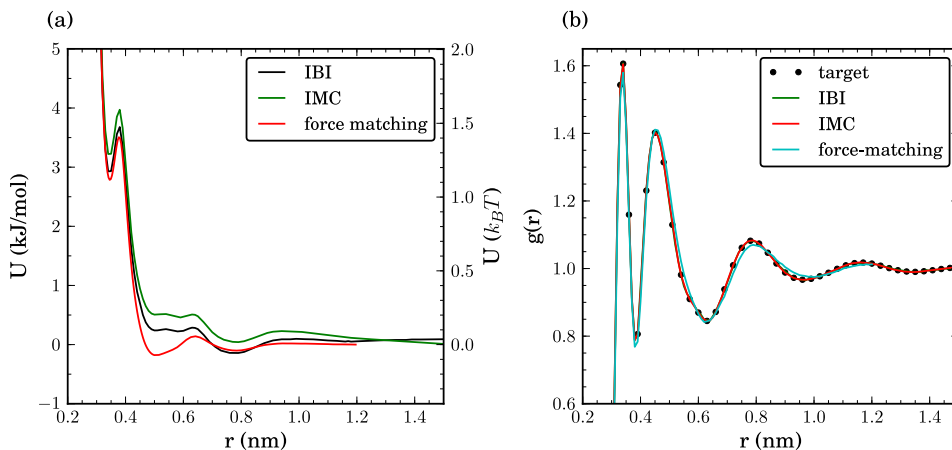 (a)
U (kJ/mol)
5
4
3
2
1
0
−1
0.2 0.4 0.6 0.8 1.0 1.2 1.4
r (nm)
IBI
IMC
force matching
2.0
1.5
1.0
0.5
0.0
U (k_BT)
(b)
g(r)
1.6
1.4
1.2
1.0
0.8
0.6
0.2 0.4 0.6 0.8 1.0 1.2 1.4
r (nm)
target
IBI
IMC
force-matching